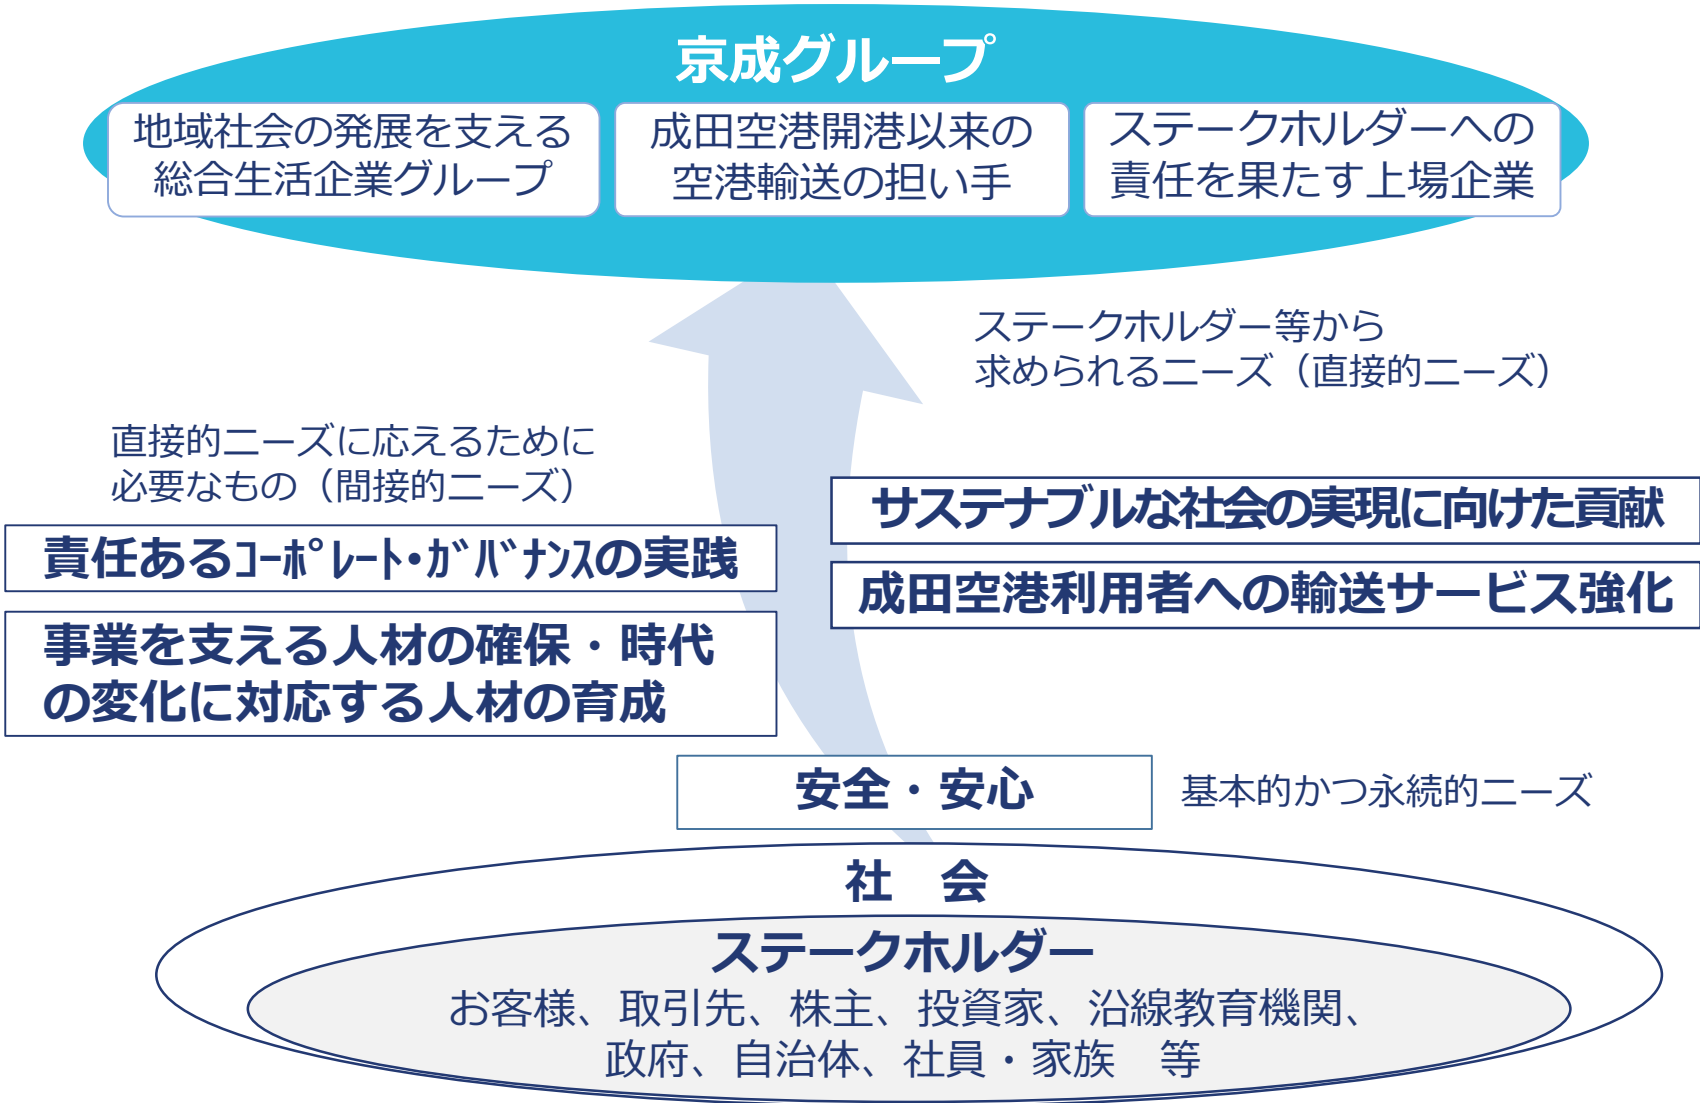 京成グループ
地域社会の発展を支える
総合生活企業グループ
成田空港開港以来の
空港輸送の担い手
ステークホルダーへの
責任を果たす上場企業
ステークホルダー等から
求められるニーズ（直接的ニーズ）
直接的ニーズに応えるために
必要なもの（間接的ニーズ）
サステナブルな社会の実現に向けた貢献
責任あるｺｰﾎﾟﾚｰﾄ・ｶﾞﾊﾞﾅﾝｽの実践
成田空港利用者への輸送サービス強化
事業を支える人材の確保・時代
の変化に対応する人材の育成
安全・安心
基本的かつ永続的ニーズ
社　会
ステークホルダー
お客様、取引先、株主、投資家、沿線教育機関、
政府、自治体、社員・家族　等